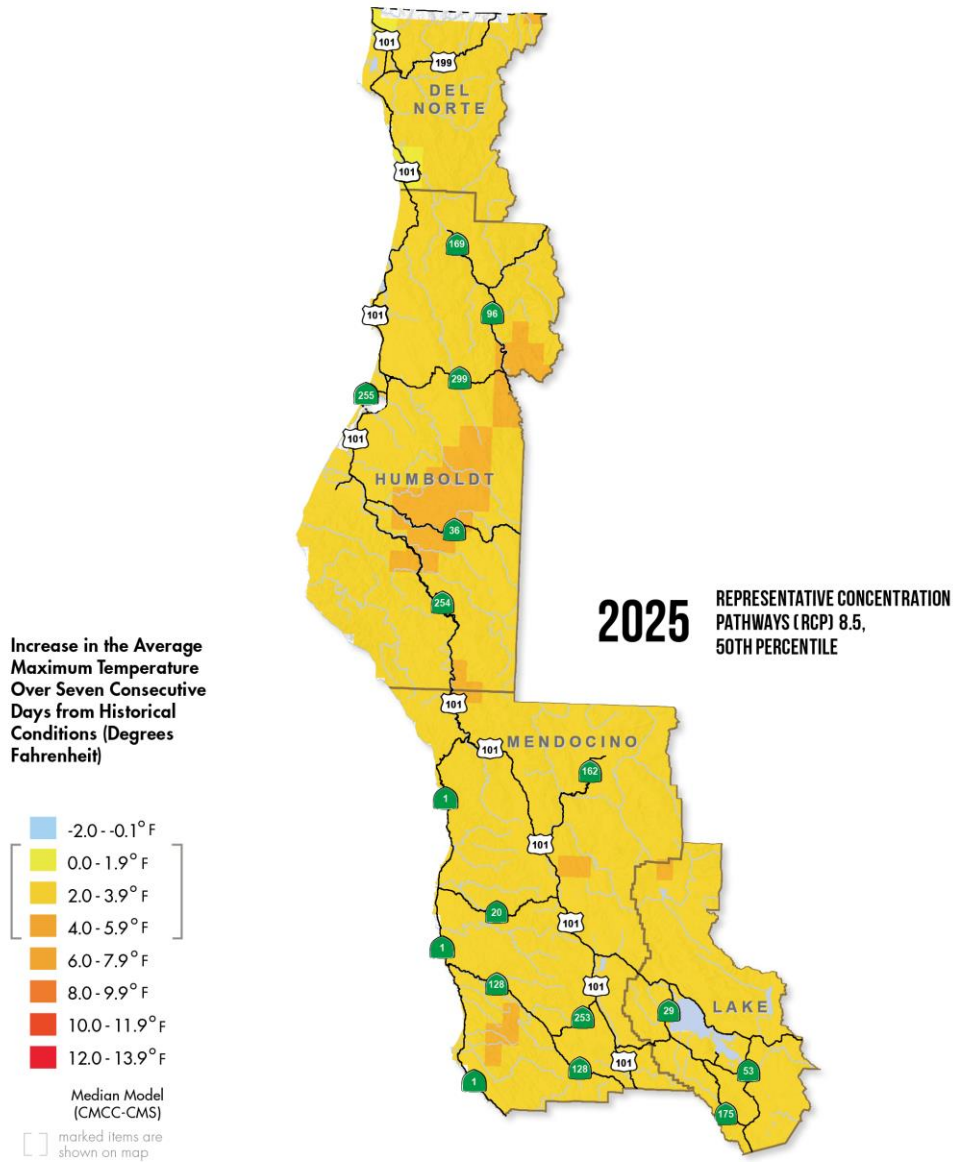 101
199
DEL
NORTE
101
169
101
96
299
255
101
HUMBOLDT
36
254
2025
REPRESENTATIVE CONCENTRATION
PATHWAYS (RCP) 8.5,
50TH PERCENTILE
Increase in the Average
Maximum Temperature
Over Seven Consecutive
Days from Historical
Conditions (Degrees
Fahrenheit)
101
101
MENDOCINO
162
1
101
-2.0 - -0.1° F
0.0 - 1.9° F
2.0 - 3.9° F
4.0 - 5.9° F
6.0 - 7.9° F
8.0 - 9.9° F
10.0 - 11.9° F
12.0 - 13.9° F
20
101
1
128
101
29
LAKE
253
101
128
53
1
175
Median Model
(CMCC-CMS)
marked items are
shown on map